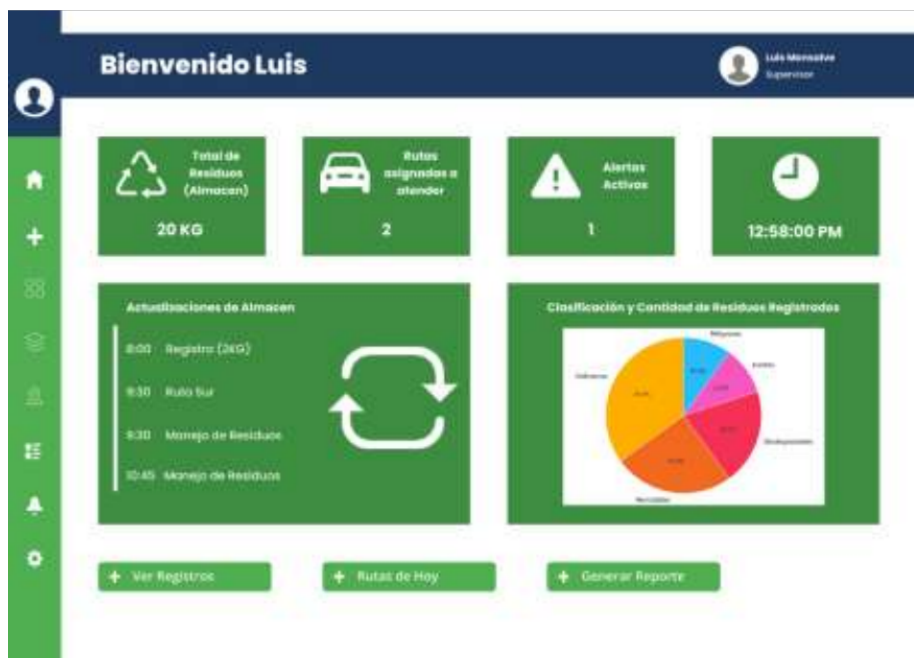 Bienvenido Luis
Luis Monsalve
Supervisor
Total de
Residuos
(Almacen)
20 KG
Rutas
asignadas a
atender
2
Alertas
Activas
1
12:58:00 PM
Actualizaciones de Almacen
8:00 Registro (2KG)
9:30 Ruta Sur
9:30 Manejo de Residuos
10:45 Manejo de Residuos
Clasificación y Cantidad de Residuos Registrados
Ver Registros
Rutas de Hoy
Generar Reporte